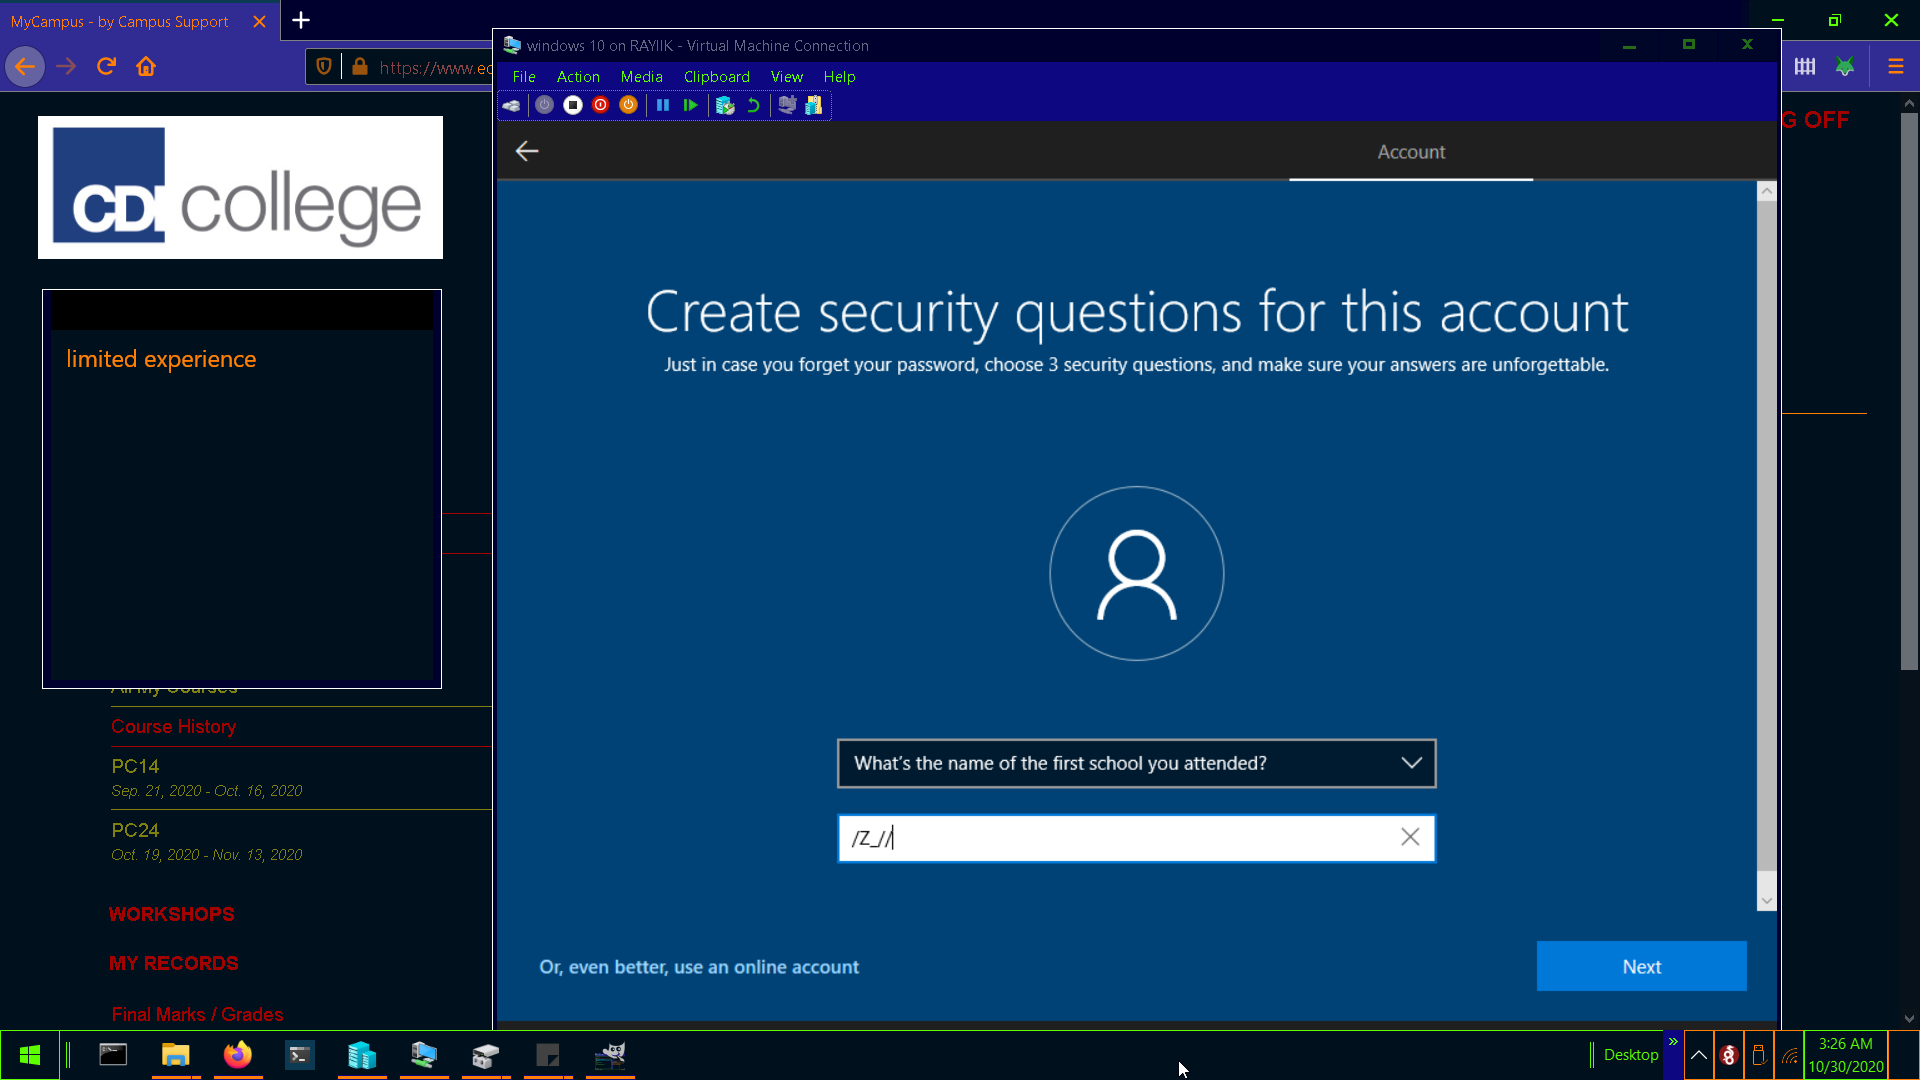 MyCampus - by Campus Support
https://www.ec
G OFF
CDI college
limited experience
All My Courses
Course History
PC14
Sep. 21, 2020 - Oct. 16, 2020
PC24
Oct. 19, 2020 - Nov. 13, 2020
WORKSHOPS
MY RECORDS
Final Marks / Grades
windows 10 on RAYIIK - Virtual Machine Connection
File Action Media Clipboard View Help
Account
Create security questions for this account
Just in case you forget your password, choose 3 security questions, and make sure your answers are unforgettable.
What's the name of the first school you attended?
/Z_//
Or, even better, use an online account
Next
Desktop
3:26 AM
10/30/2020